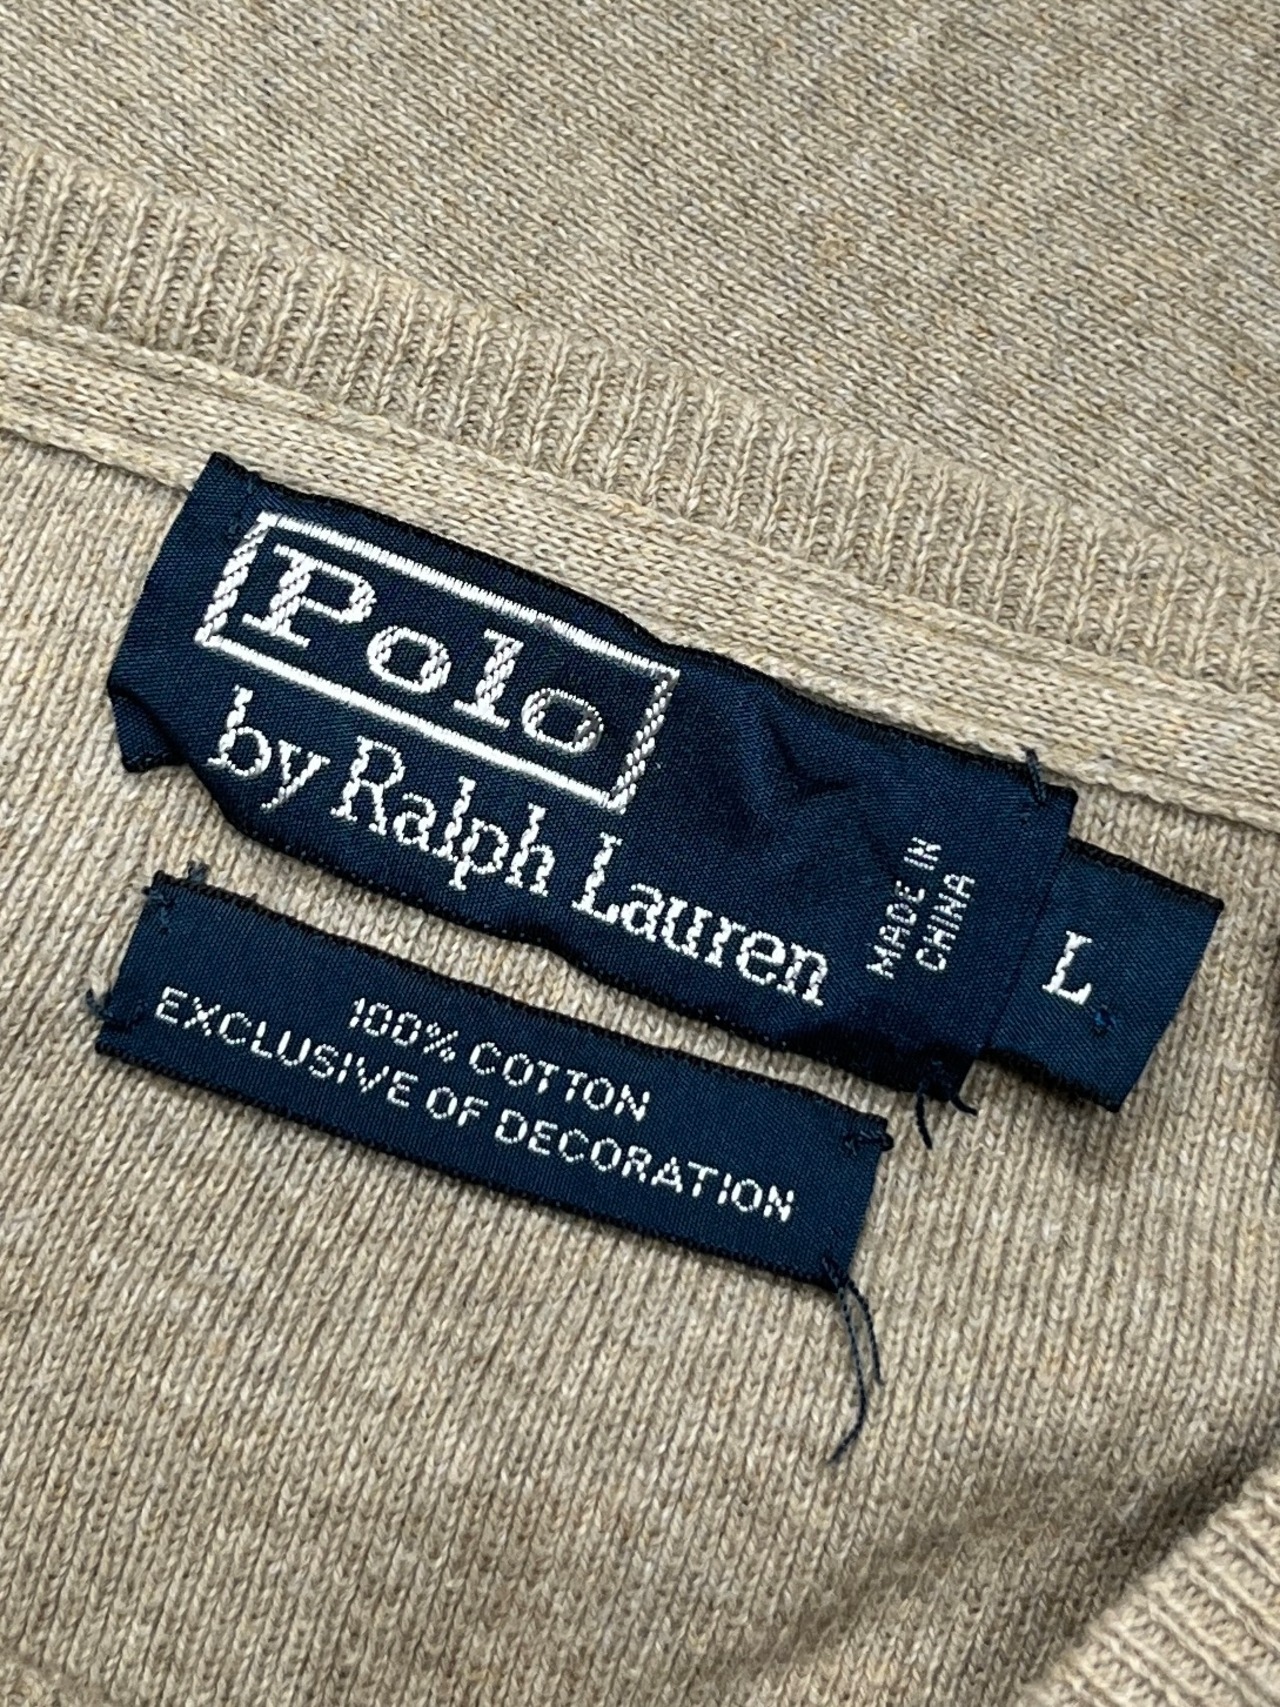 Polo
by Ralph Lauren
MADE IN
CHINA
L
100% COTTON
EXCLUSIVE OF DECORATION